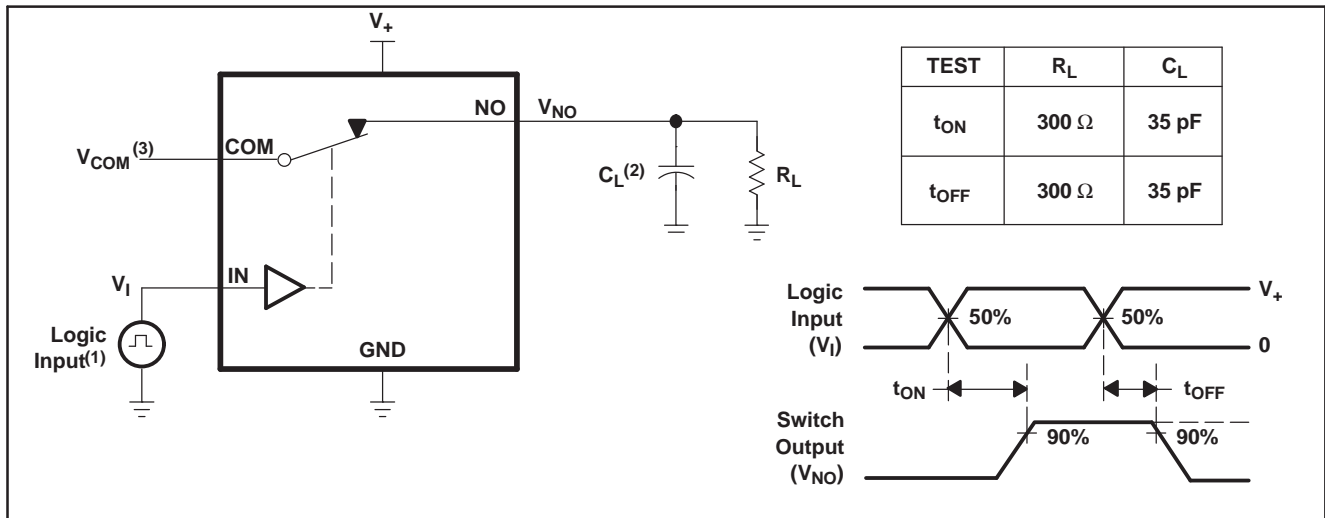 V+
NO
VNO
COM
VCOM(3)
CL(2)
RL
VI
IN
Logic
Input(1)
GND
TEST RL CL
tON 300 Ω 35 pF
tOFF 300 Ω 35 pF
Logic
Input
(VI)
50%
50%
V+
0
tON
tOFF
Switch
Output
(VNO)
90%
90%